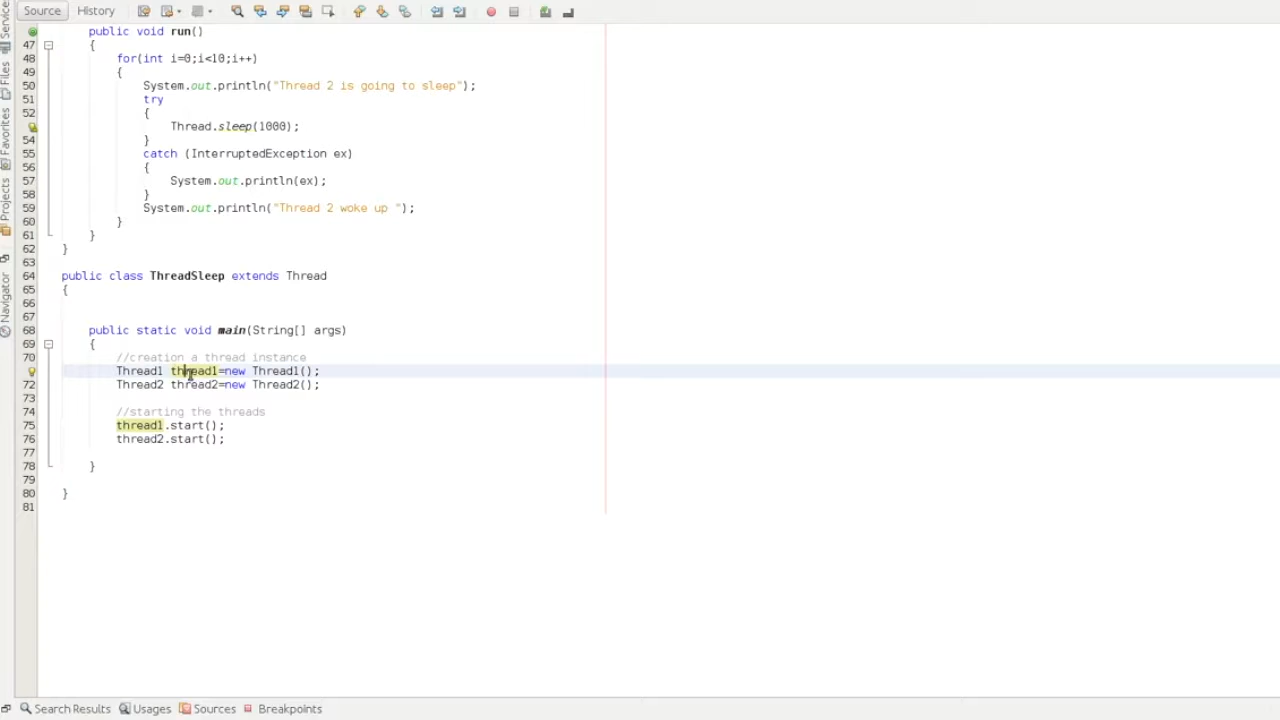 Source History
public void run()
47 {
48 for(int i=0;i<10;i++)
49 {
50 System.out.println("Thread 2 is going to sleep");
51 try
52 {
Thread.sleep(1000);
54 }
55 catch (InterruptedException ex)
56 {
57 System.out.println(ex);
58 }
59 System.out.println("Thread 2 woke up ");
60 }
61 }
62 }
63
64 public class ThreadSleep extends Thread
65 {
66
67
68 public static void main(String[] args)
69 {
70 //creation a thread instance
Thread1 thread1=new Thread1();
72 Thread2 thread2=new Thread2();
73
74 //starting the threads
75 thread1.start();
76 thread2.start();
77
78 }
79
80 }
81
Services
Files
Favorites
Projects
Navigator
Search Results Usages Sources Breakpoints